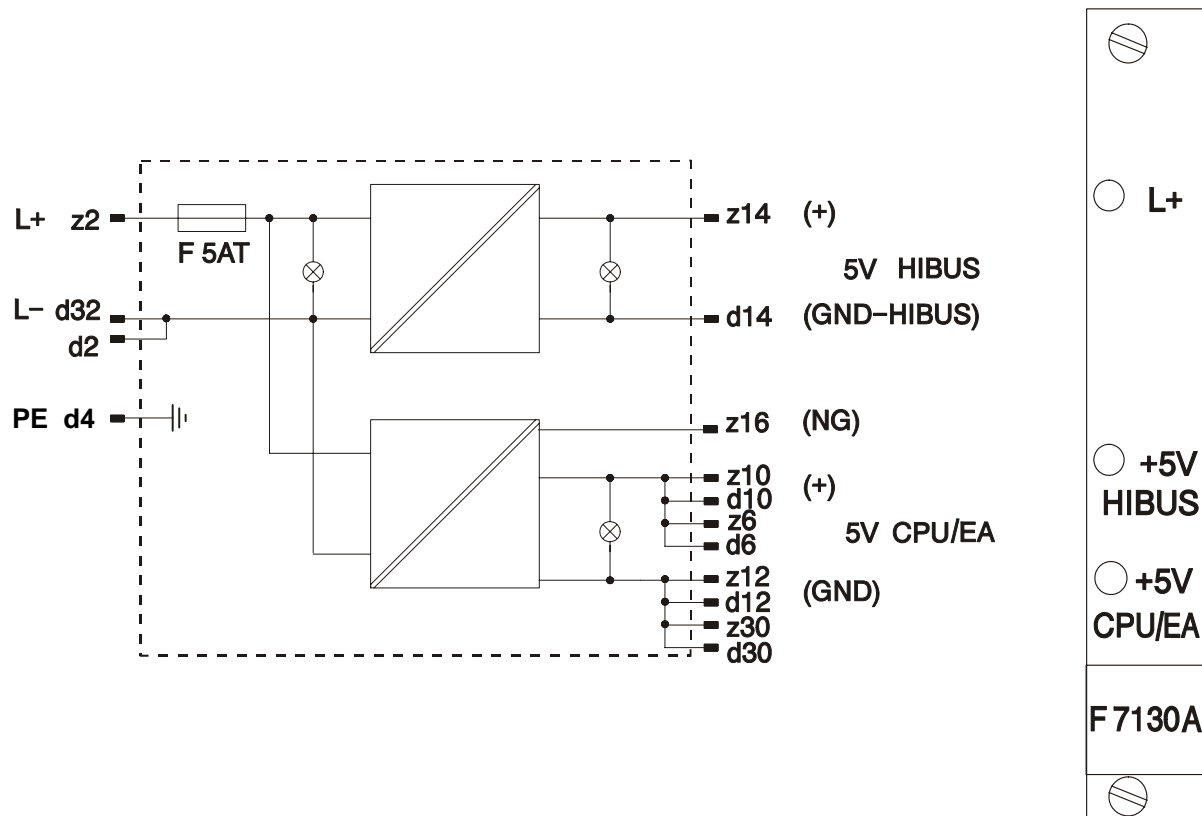 L+ z2
F 5AT
L- d32
d2
PE d4
z14 (+)
5V HIBUS
d14 (GND-HIBUS)
z16 (NG)
z10
d10 (+)
z6
d6
5V CPU/EA
z12
d12 (GND)
z30
d30
L+
+5V
HIBUS
+5V
CPU/EA
F 7130A